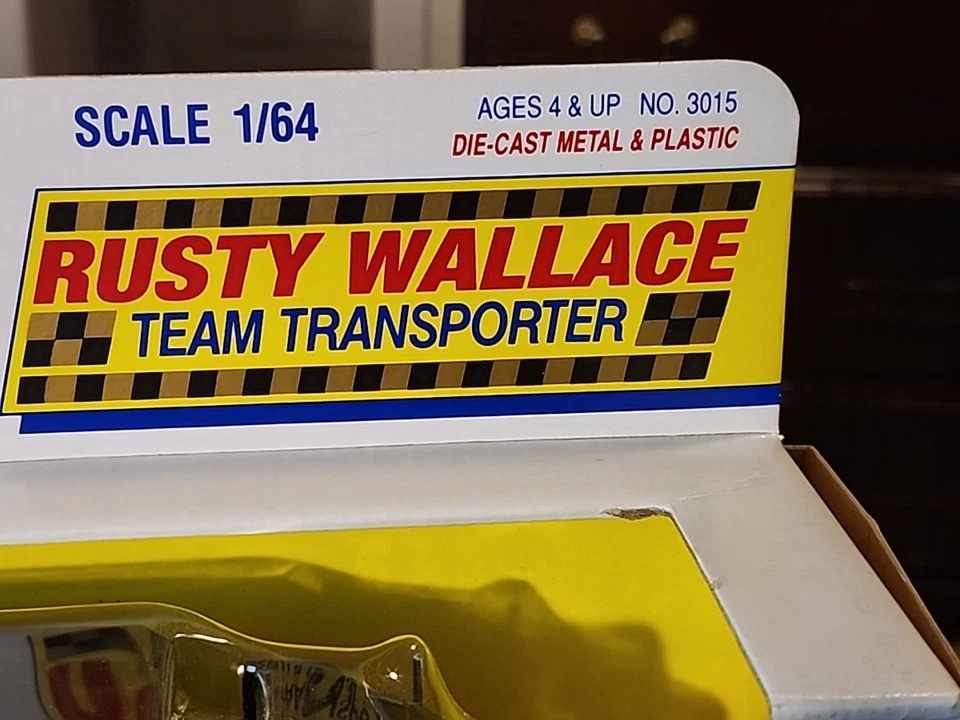 SCALE 1/64
AGES 4 & UP NO. 3015
DIE-CAST METAL & PLASTIC
RUSTY WALLACE
TEAM TRANSPORTER